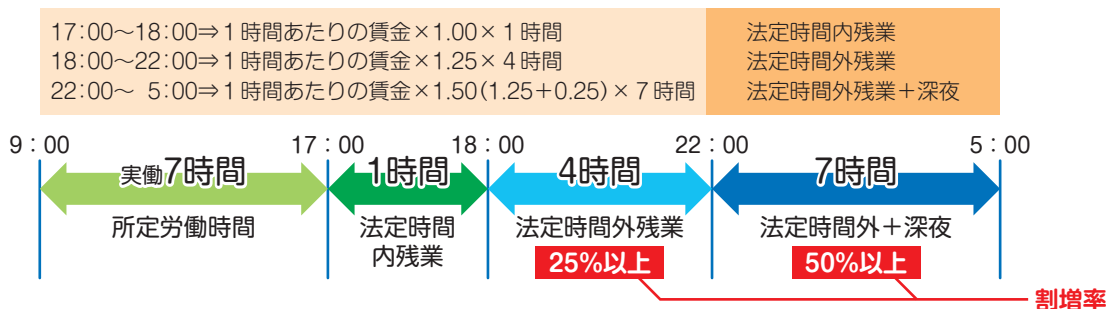 17:00～18:00⇒1時間あたりの賃金×1.00×1時間　法定時間内残業
18:00～22:00⇒1時間あたりの賃金×1.25×4時間　法定時間外残業
22:00～ 5:00⇒1時間あたりの賃金×1.50(1.25＋0.25)×7時間　法定時間外残業＋深夜
9：00　17：00　18：00　22：00　5：00
実働7時間　1時間　4時間　7時間
所定労働時間　法定時間　法定時間外残業　法定時間外＋深夜
内残業　25%以上　50%以上
割増率